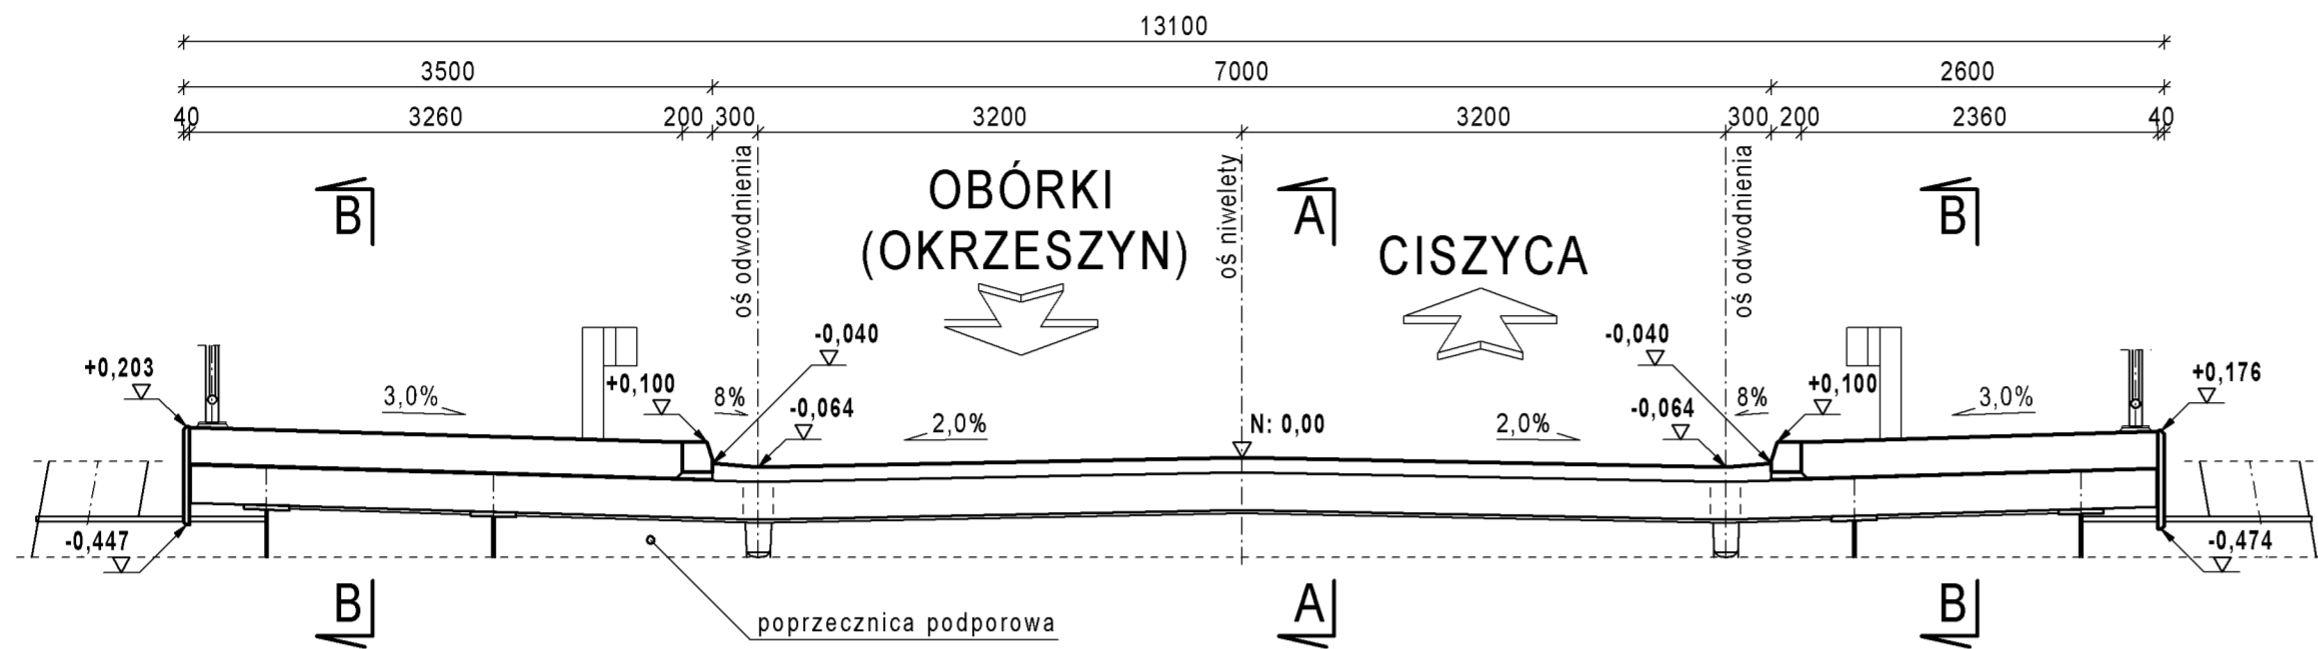 13100
3500 7000 2600
40 3260 200 300 3200 3200 300 200 2360 40
oś odwodnienia
oś niwelety
oś odwodnienia
B A B
OBÓRKI
(OKRZESZYN)
CISZYCA
-0,040 -0,040
+0,203 3,0% +0,100 8% -0,064 2,0% N: 0,00 2,0% -0,064 8% +0,100 3,0% +0,176
-0,447 -0,474
B A B
poprzecznica podporowa